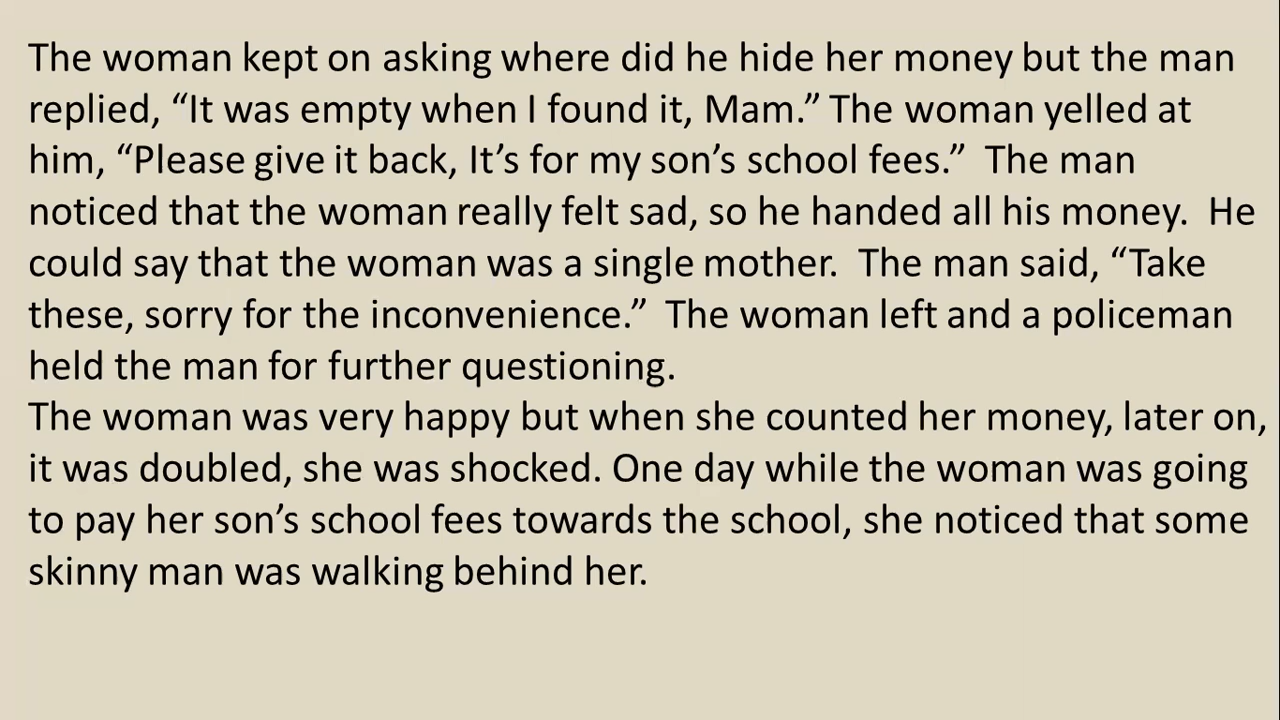 The woman kept on asking where did he hide her money but the man
replied, “It was empty when I found it, Mam.” The woman yelled at
him, “Please give it back, It’s for my son’s school fees.”  The man
noticed that the woman really felt sad, so he handed all his money.  He
could say that the woman was a single mother.  The man said, “Take
these, sorry for the inconvenience.”  The woman left and a policeman
held the man for further questioning.
The woman was very happy but when she counted her money, later on,
it was doubled, she was shocked. One day while the woman was going
to pay her son’s school fees towards the school, she noticed that some
skinny man was walking behind her.